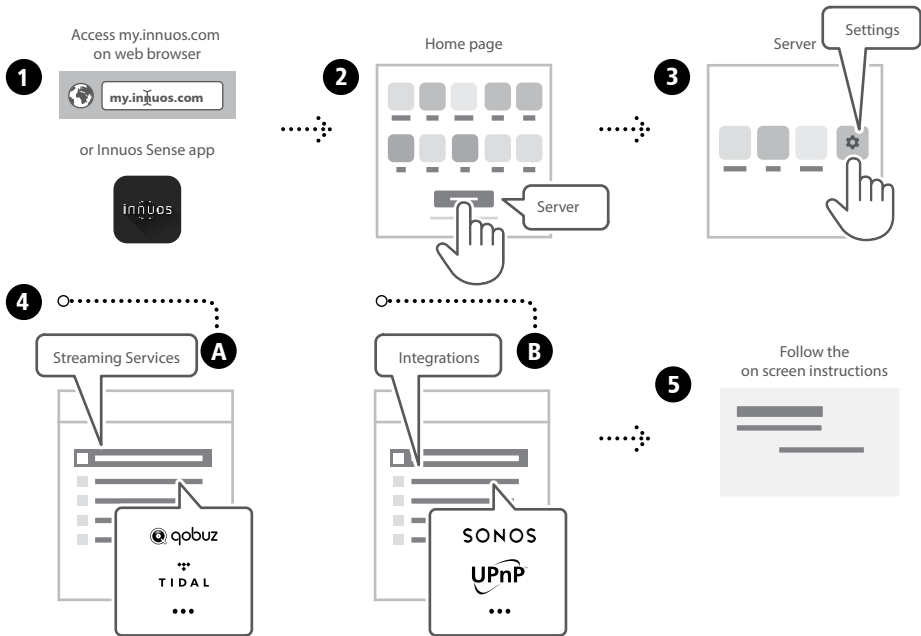 Access my.innuos.com
on web browser
1
my.innuos.com
or Innuos Sense app
innuos
2
Home page
Server
3
Server
Settings
4
A
Streaming Services
qobuz
TIDAL
•••
B
Integrations
SONOS
UPnP
•••
5
Follow the
on screen instructions